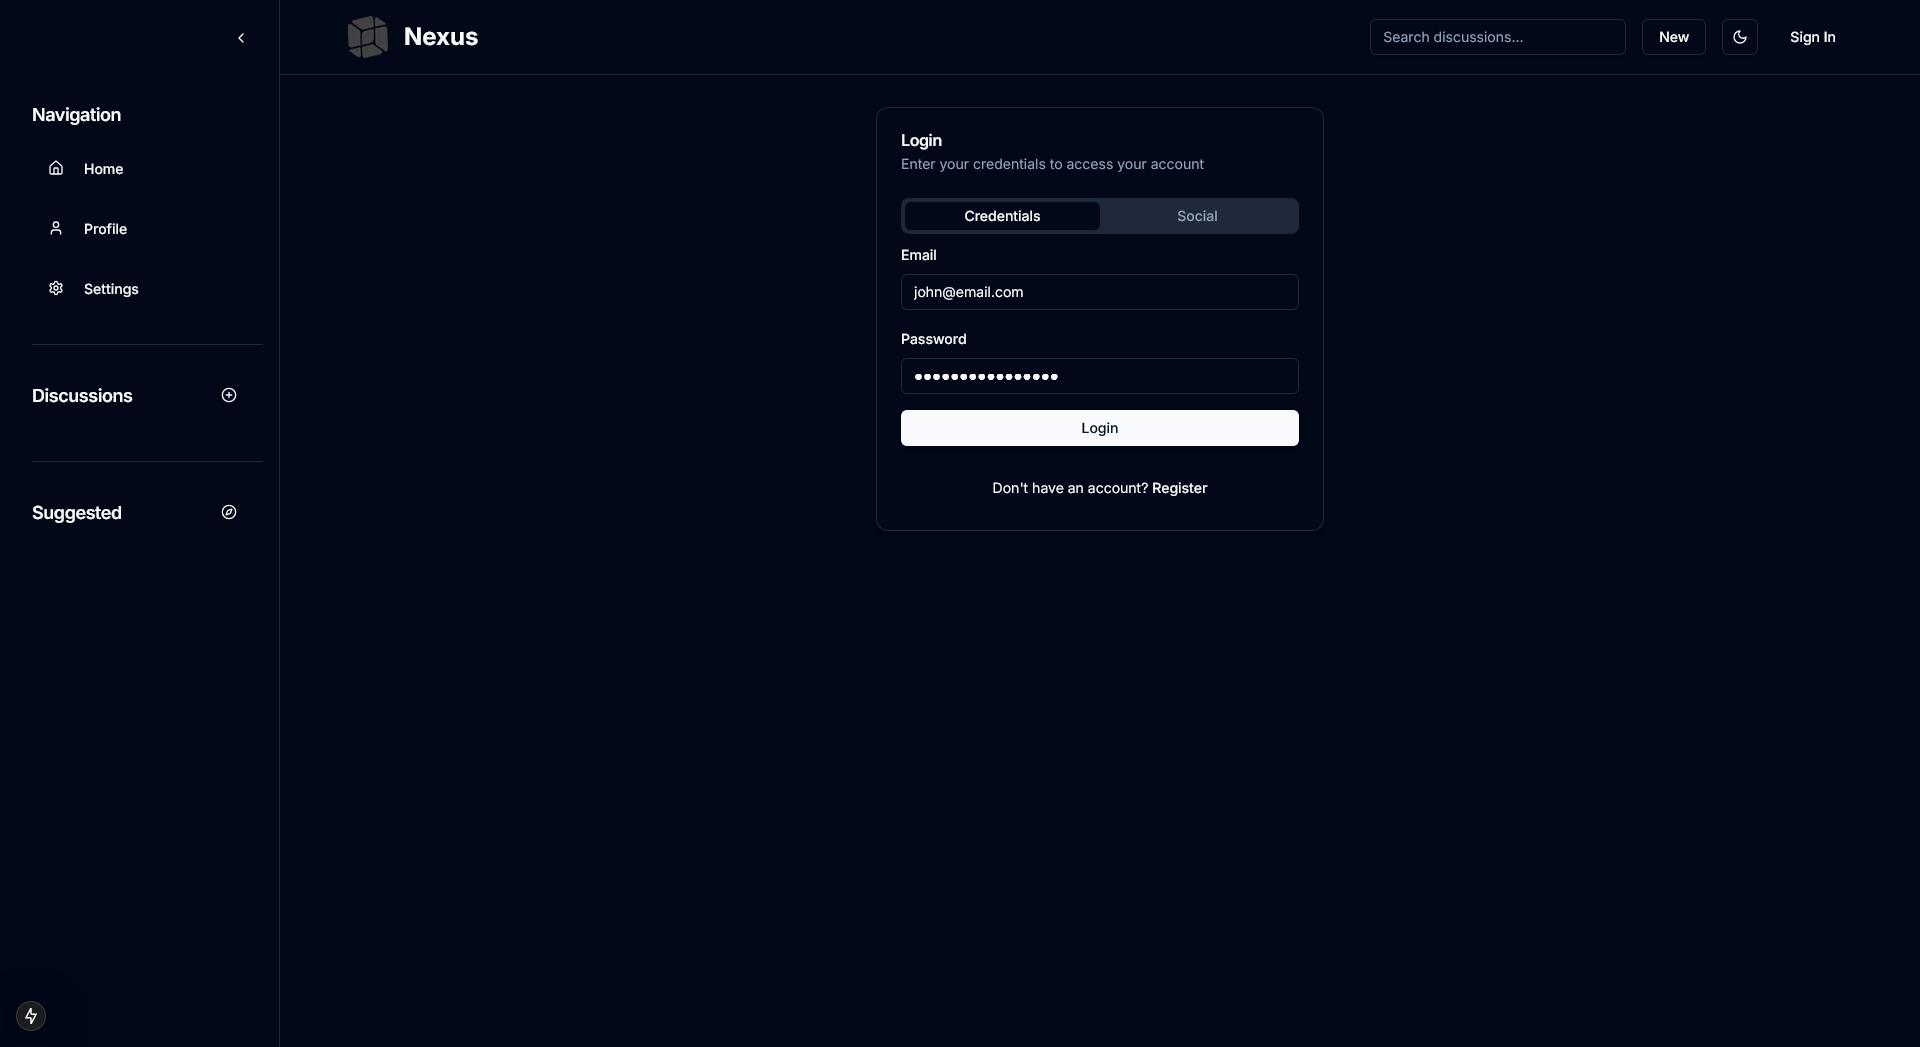 Nexus
Search discussions...
New
Sign In
Navigation
Home
Profile
Settings
Discussions
Suggested
Login
Enter your credentials to access your account
Credentials
Social
Email
john@email.com
Password
••••••••••••••••
Login
Don't have an account? Register